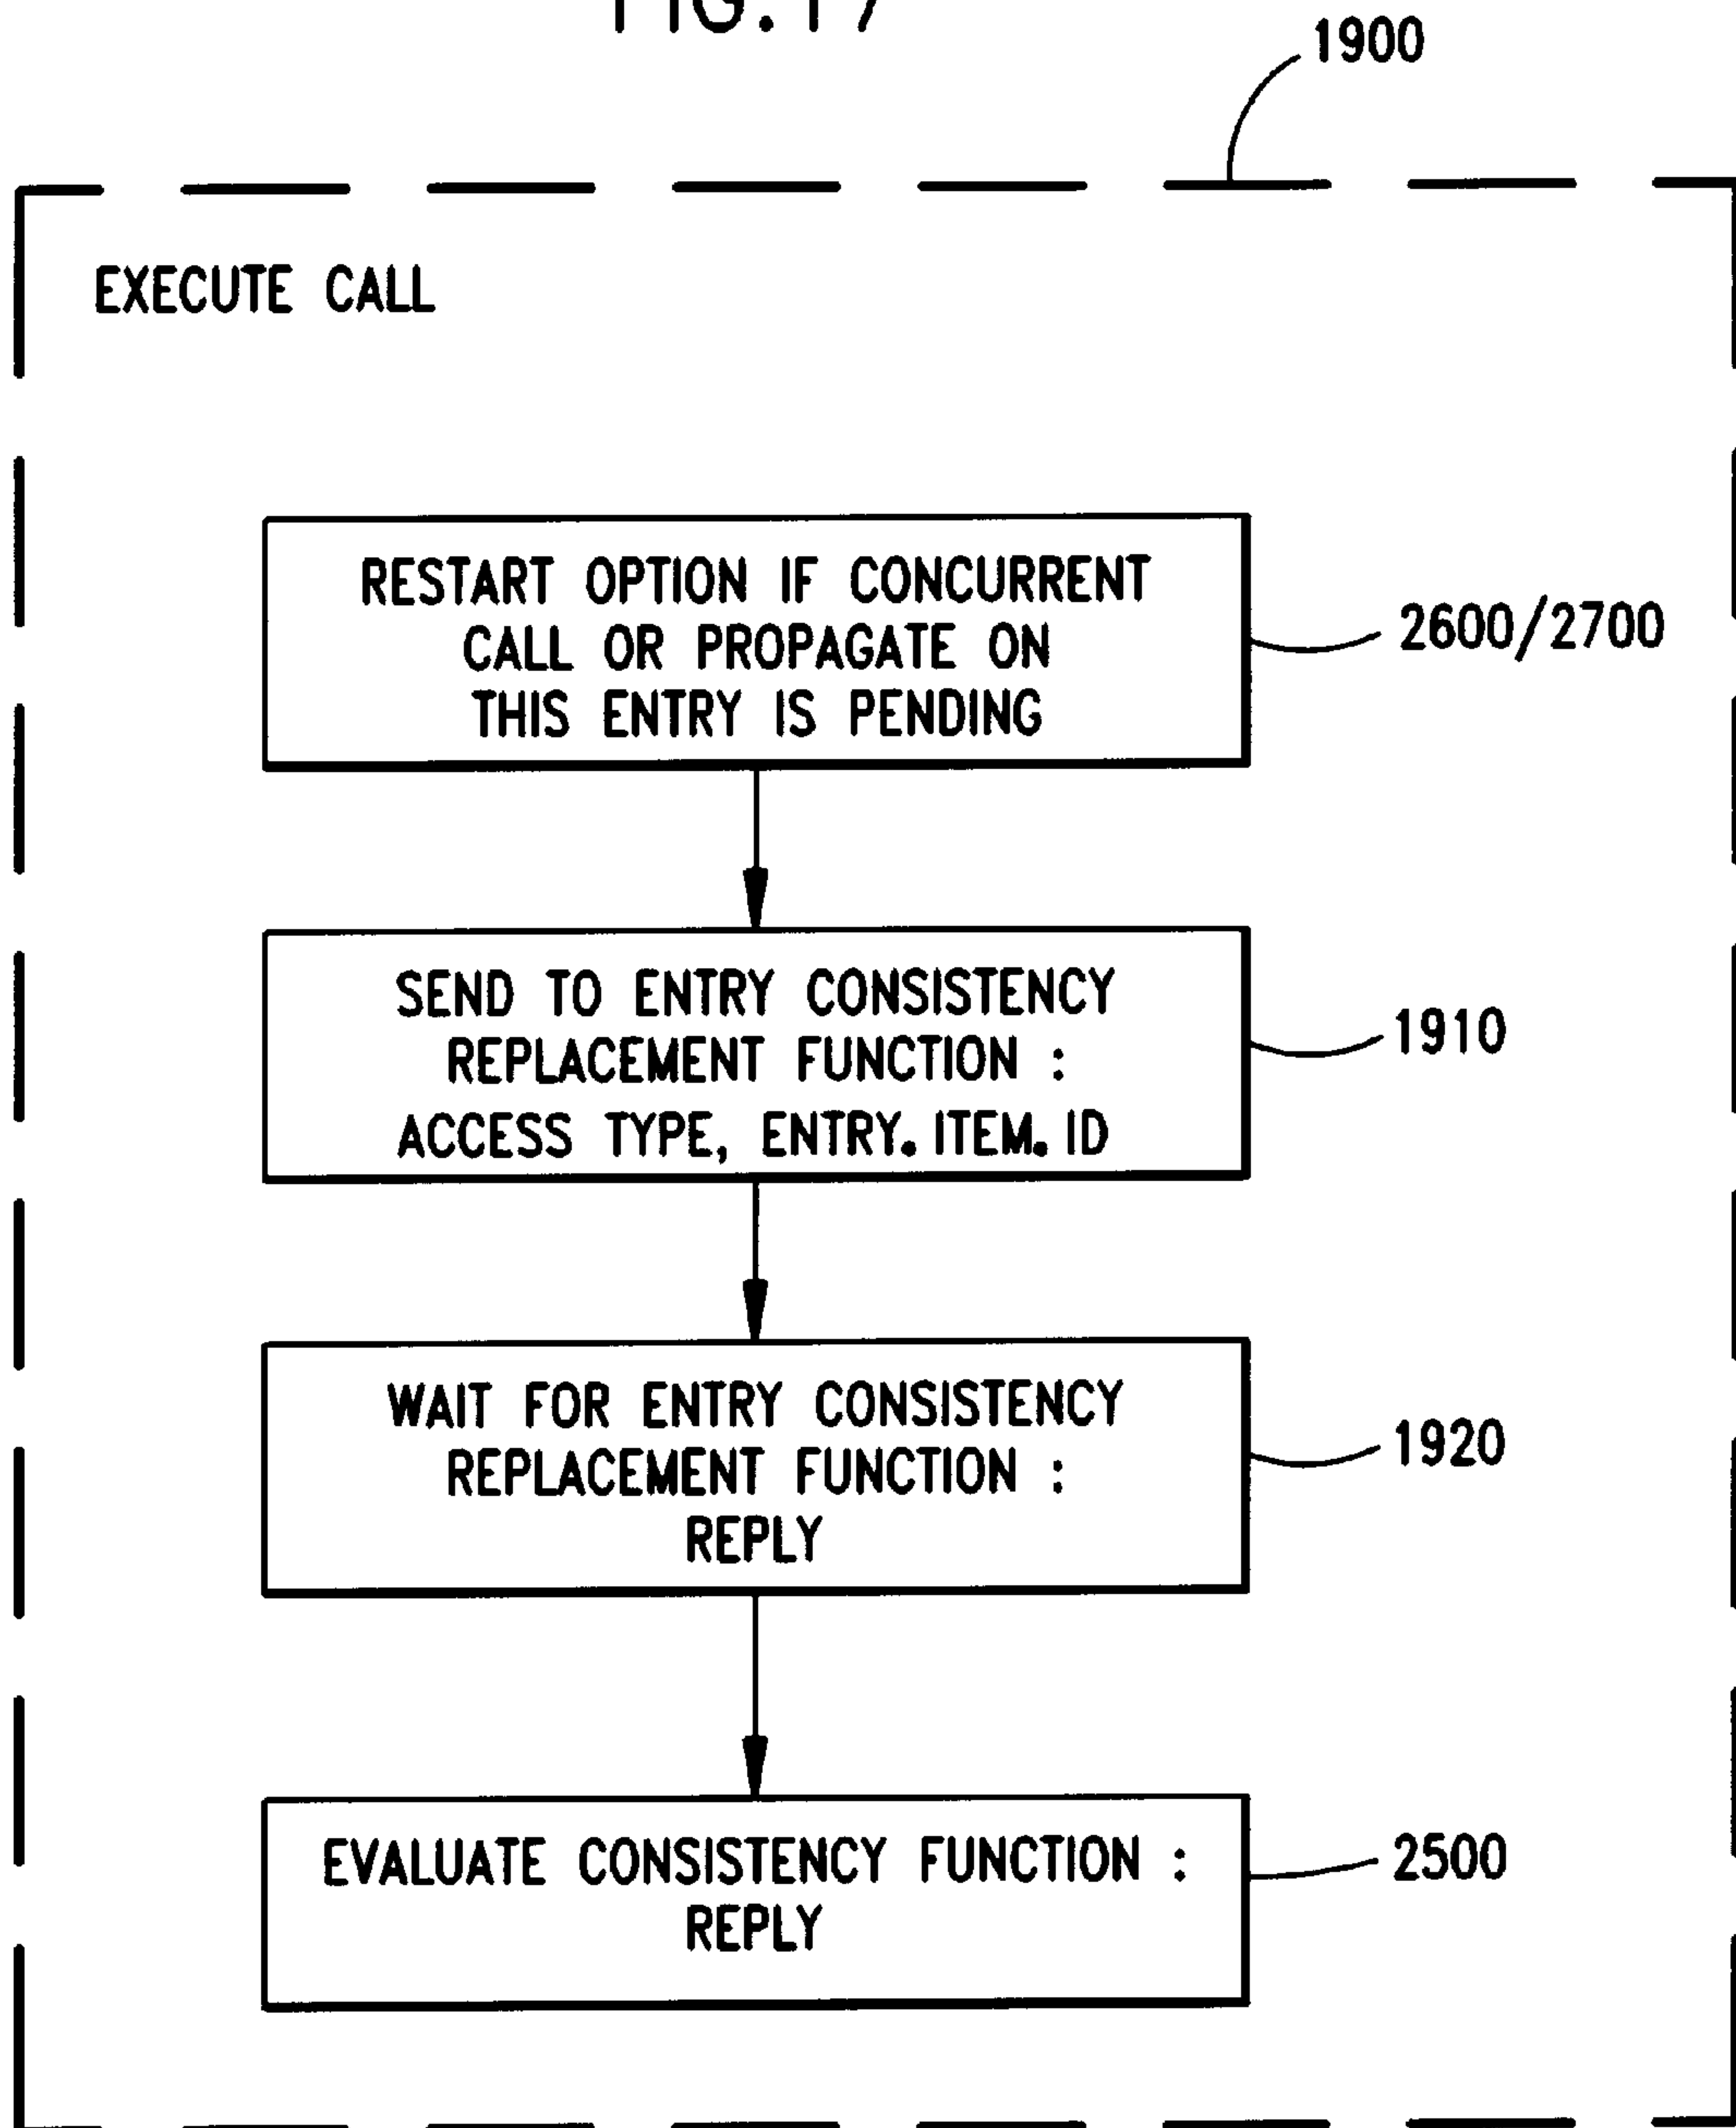 FIG. 17
1900
EXECUTE CALL
RESTART OPTION IF CONCURRENT
CALL OR PROPAGATE ON
THIS ENTRY IS PENDING
2600/2700
SEND TO ENTRY CONSISTENCY
REPLACEMENT FUNCTION :
ACCESS TYPE, ENTRY.ITEM.ID
1910
WAIT FOR ENTRY CONSISTENCY
REPLACEMENT FUNCTION :
REPLY
1920
EVALUATE CONSISTENCY FUNCTION :
REPLY
2500